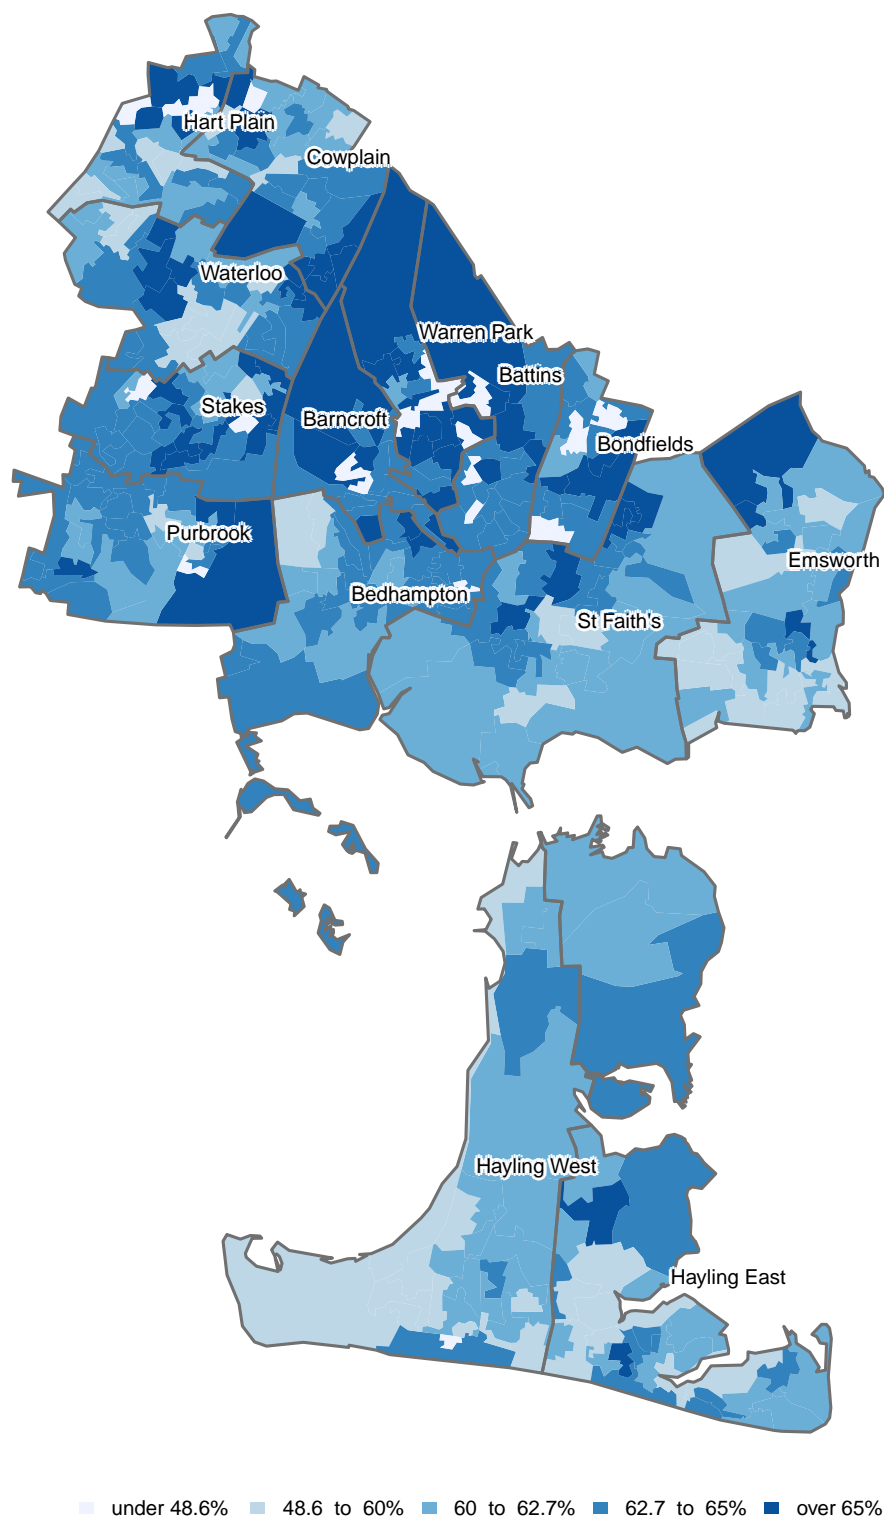 Hart Plain
Cowplain
Waterloo
Warren Park
Battins
Stakes
Barncroft
Bondfields
Purbrook
Emsworth
Bedhampton
St Faith's
Hayling West
Hayling East
under 48.6% 48.6 to 60% 60 to 62.7% 62.7 to 65% over 65%